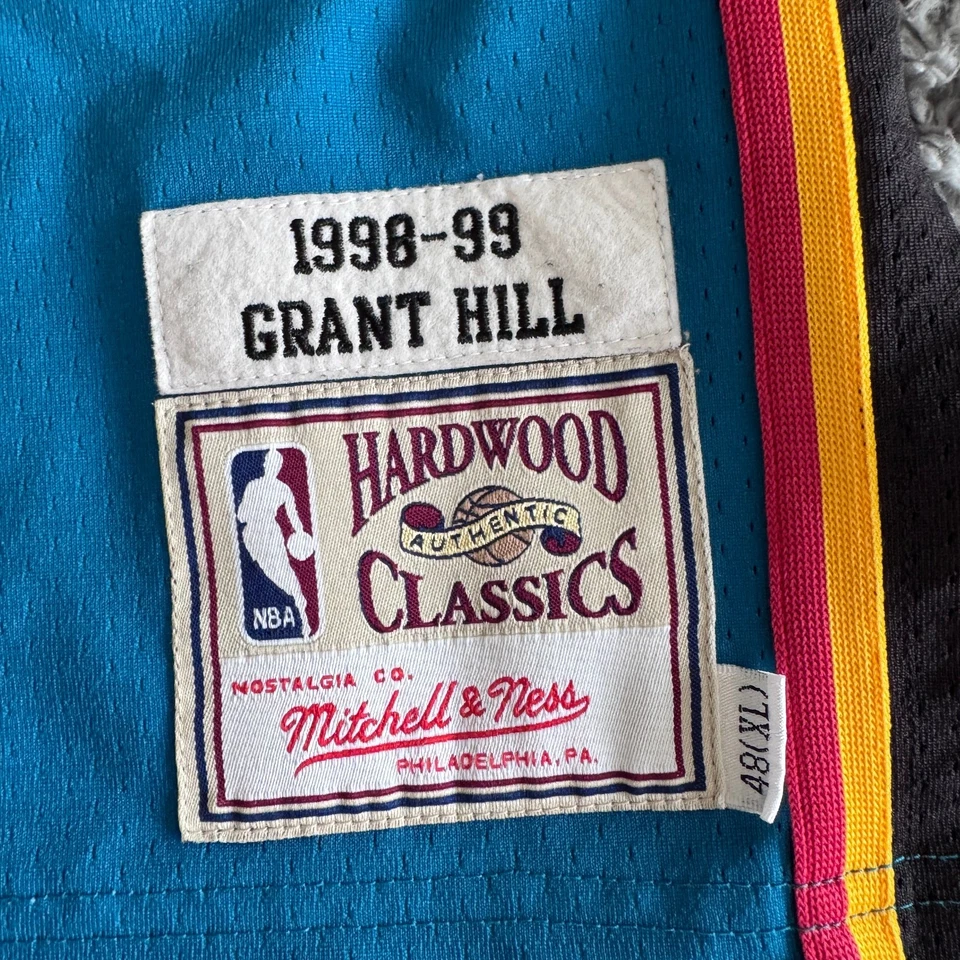 1998-99
GRANT HILL
HARDWOOD
AUTHENTIC
CLASSICS
NBA
NOSTALGIA CO.
Mitchell & Ness
PHILADELPHIA, PA.
48(XL)